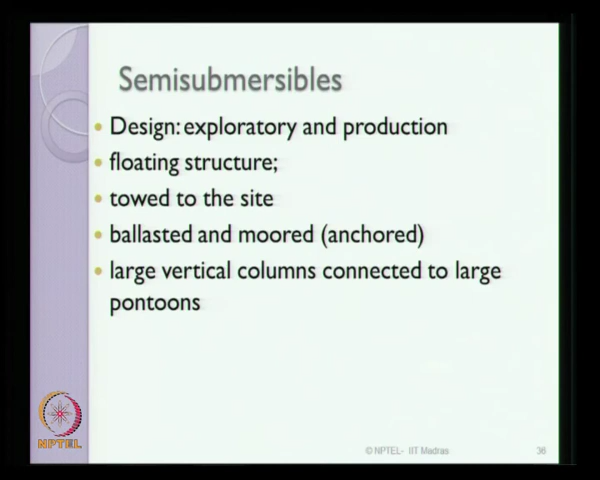 Semisubmersibles
Design: exploratory and production
floating structure;
towed to the site
ballasted and moored (anchored)
large vertical columns connected to large
pontoons
NPTEL
© NPTEL- IIT Madras
36